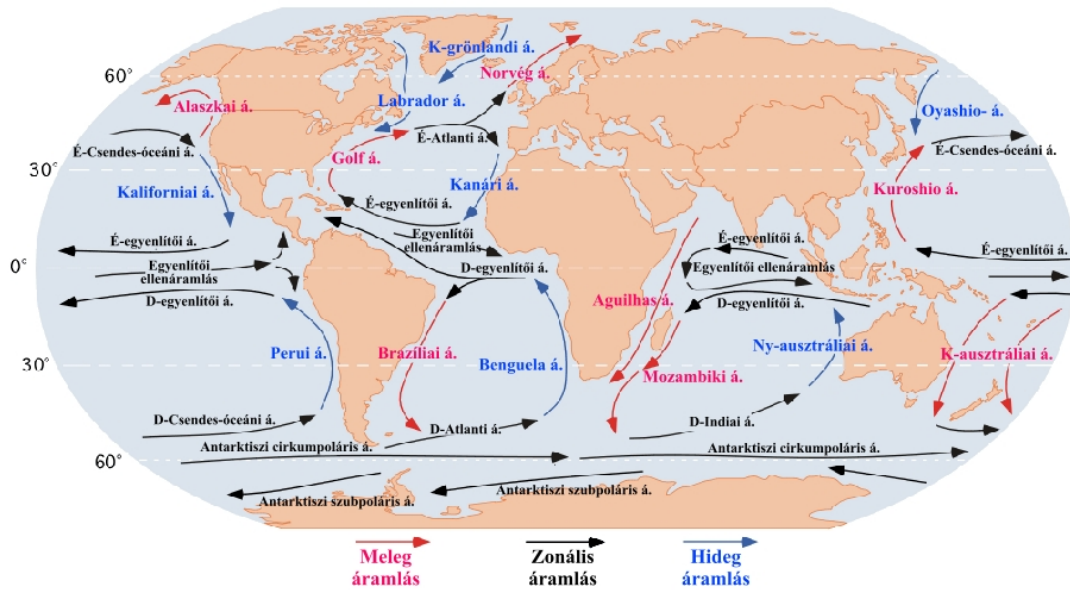 K-grönlandi á.
Norvég á.
60°
Alaszkai á.
Labrador á.
Oyashio- á.
É-Csendes-óceáni á.
É-Atlanti á.
É-Csendes-óceáni á.
Golf á.
30°
Kaliforniai á.
Kanári á.
Kuroshio á.
É-egyenlítői á.
É-egyenlítői á.
Egyenlítői
ellenáramlás
É-egyenlítői á.
É-egyenlítői á.
0°
Egyenlítői
ellenáramlás
D-egyenlítői á.
Egyenlítői ellenáramlás
D-egyenlítői á.
Aguilhas á.
D-egyenlítői á.
Perui á.
Brazíliai á.
Benguela á.
Ny-ausztráliai á.
K-ausztráliai á.
30°
Mozambiki á.
D-Csendes-óceáni á.
D-Atlanti á.
D-Indiai á.
Antarktiszi cirkumpoláris á.
Antarktiszi cirkumpoláris á.
60°
Antarktiszi szubpoláris á.
Antarktiszi szubpoláris á.
Meleg
áramlás
Zonális
áramlás
Hideg
áramlás